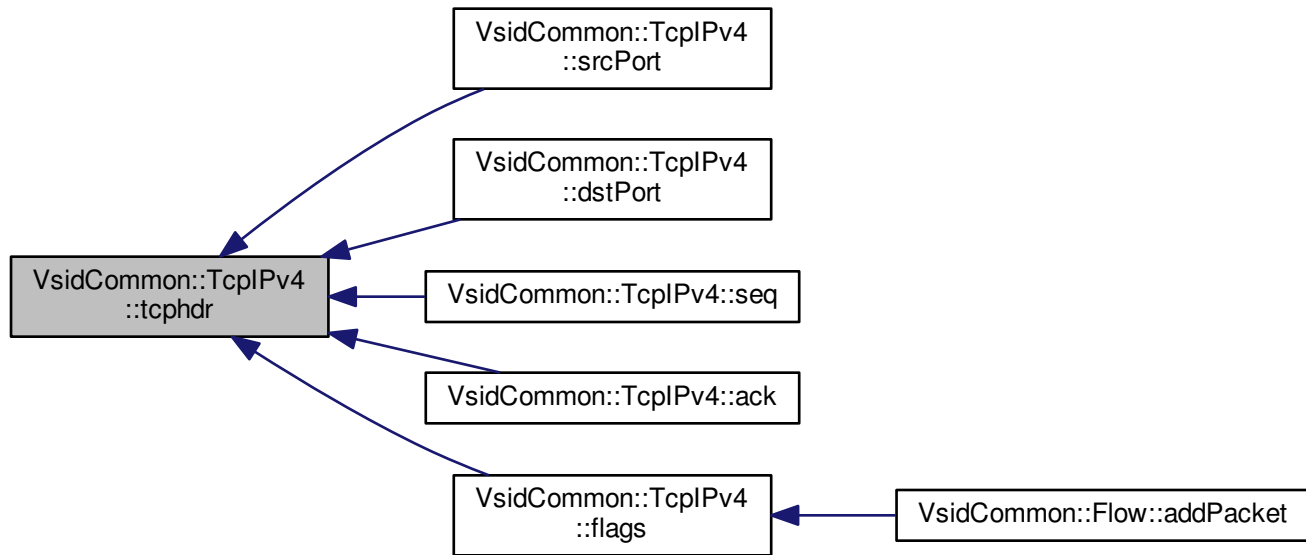 VsidCommon::TcpIPv4
::srcPort
VsidCommon::TcpIPv4
::dstPort
VsidCommon::TcpIPv4
::tcphdr
VsidCommon::TcpIPv4::seq
VsidCommon::TcpIPv4::ack
VsidCommon::TcpIPv4
::flags
VsidCommon::Flow::addPacket